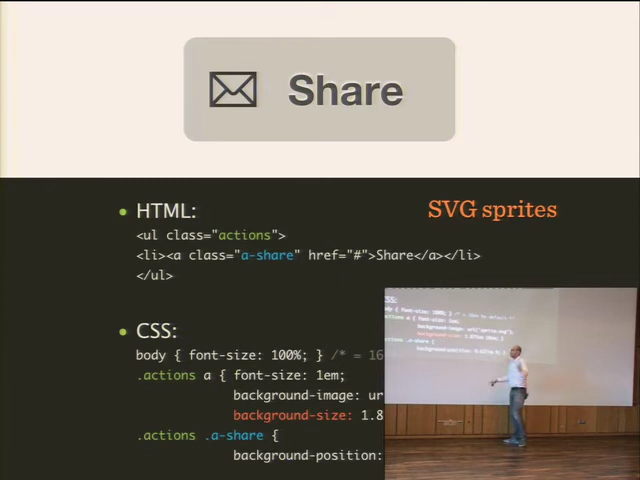 Share
SVG sprites
• HTML:
<ul class="actions">
<li><a class="a-share" href="#">Share</a></li>
</ul>
• CSS:
body { font-size: 100%; } /* = 16
.actions a { font-size: 1em;
background-image: ur
background-size: 1.8
.actions .a-share {
background-position: